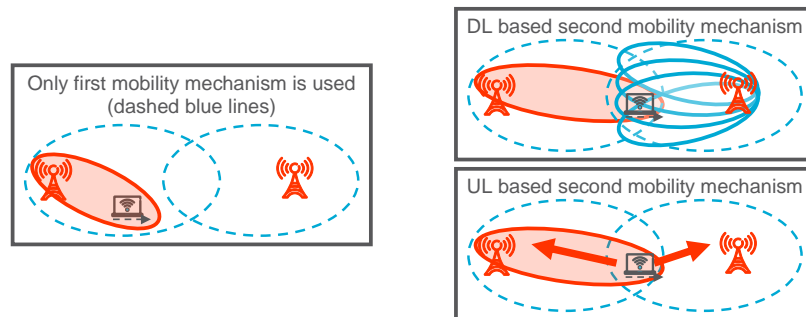 Only first mobility mechanism is used
(dashed blue lines)
DL based second mobility mechanism
UL based second mobility mechanism